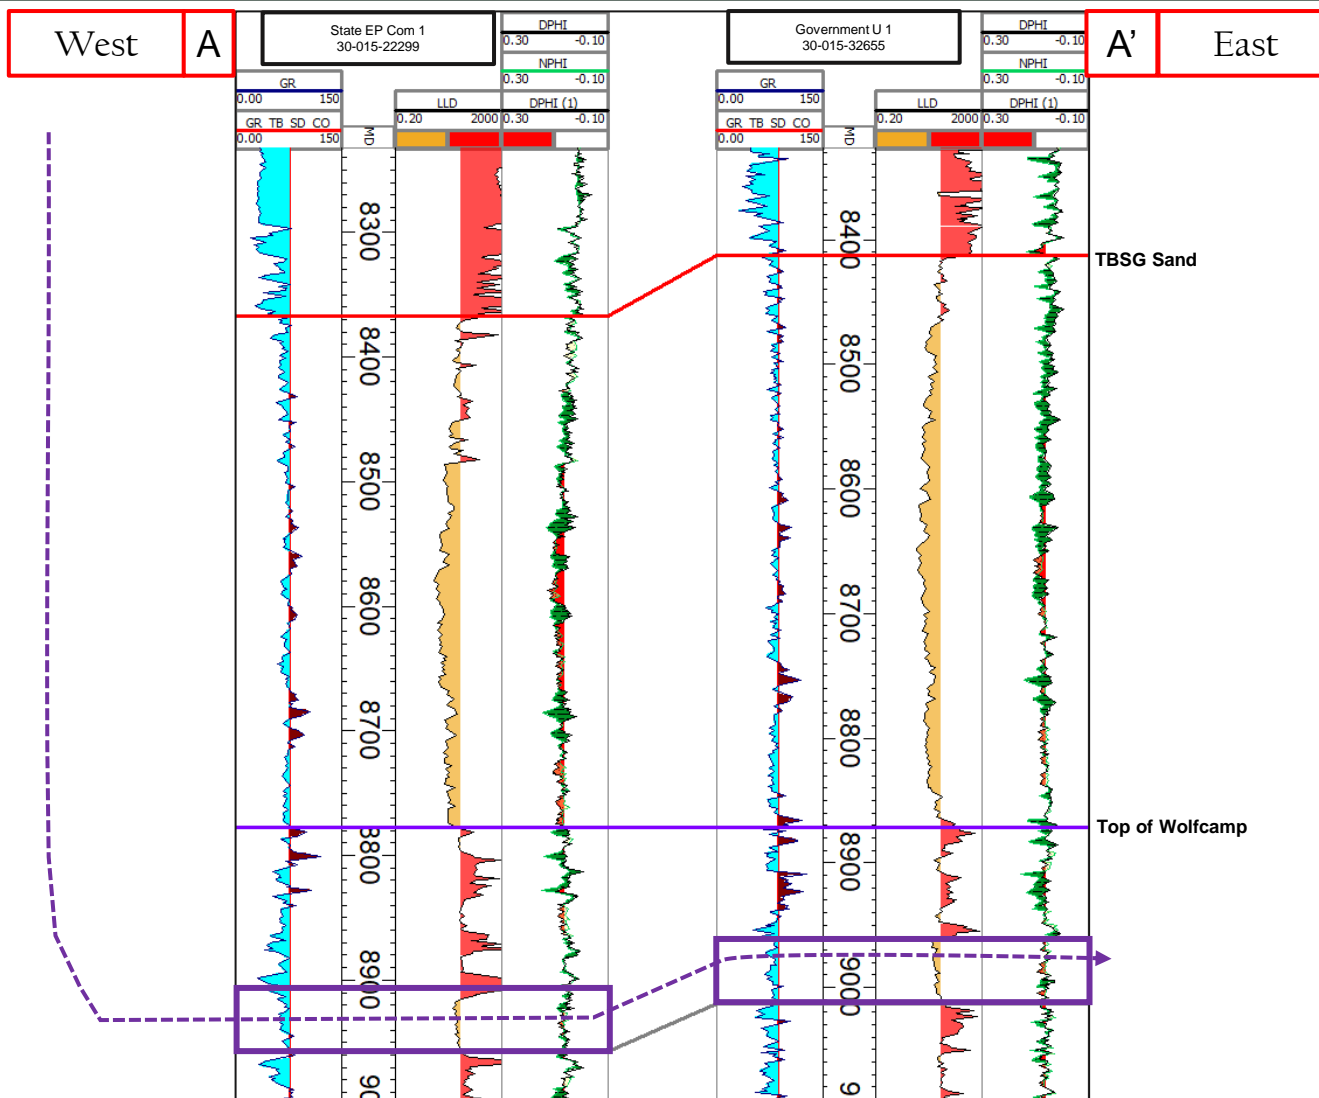 West
A
State EP Com 1
30-015-22299
DPHI
0.30 -0.10
NPHI
0.30 -0.10
GR
0.00 150
GR TB SD CO
0.00 150
MD
LLD
0.20 2000
DPHI (1)
0.30 -0.10
Government U 1
30-015-32655
DPHI
0.30 -0.10
NPHI
0.30 -0.10
GR
0.00 150
GR TB SD CO
0.00 150
MD
LLD
0.20 2000
DPHI (1)
0.30 -0.10
A'
East
8300
8400
8500
8600
8700
8800
8900
90
8400
8500
8600
8700
8800
8900
9000
9
TBSG Sand
Top of Wolfcamp